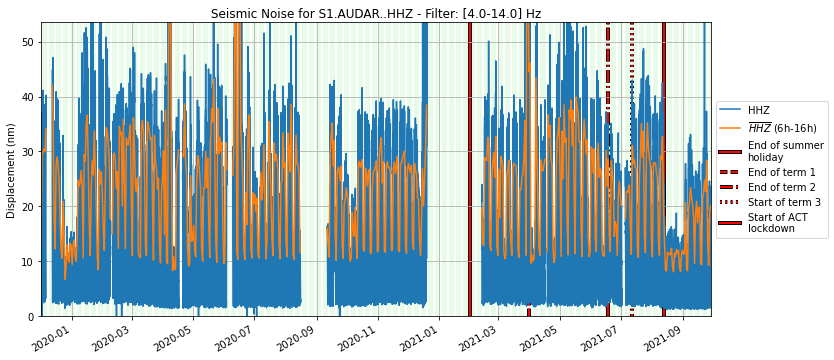 Seismic Noise for S1.AUDAR..HHZ - Filter: [4.0-14.0] Hz
Displacement (nm)
50
40
30
20
10
0
2020-01
2020-03
2020-05
2020-07
2020-09
2020-11
2021-01
2021-03
2021-05
2021-07
2021-09
HHZ
HHZ (6h-16h)
End of summer
holiday
End of term 1
End of term 2
Start of term 3
Start of ACT
lockdown